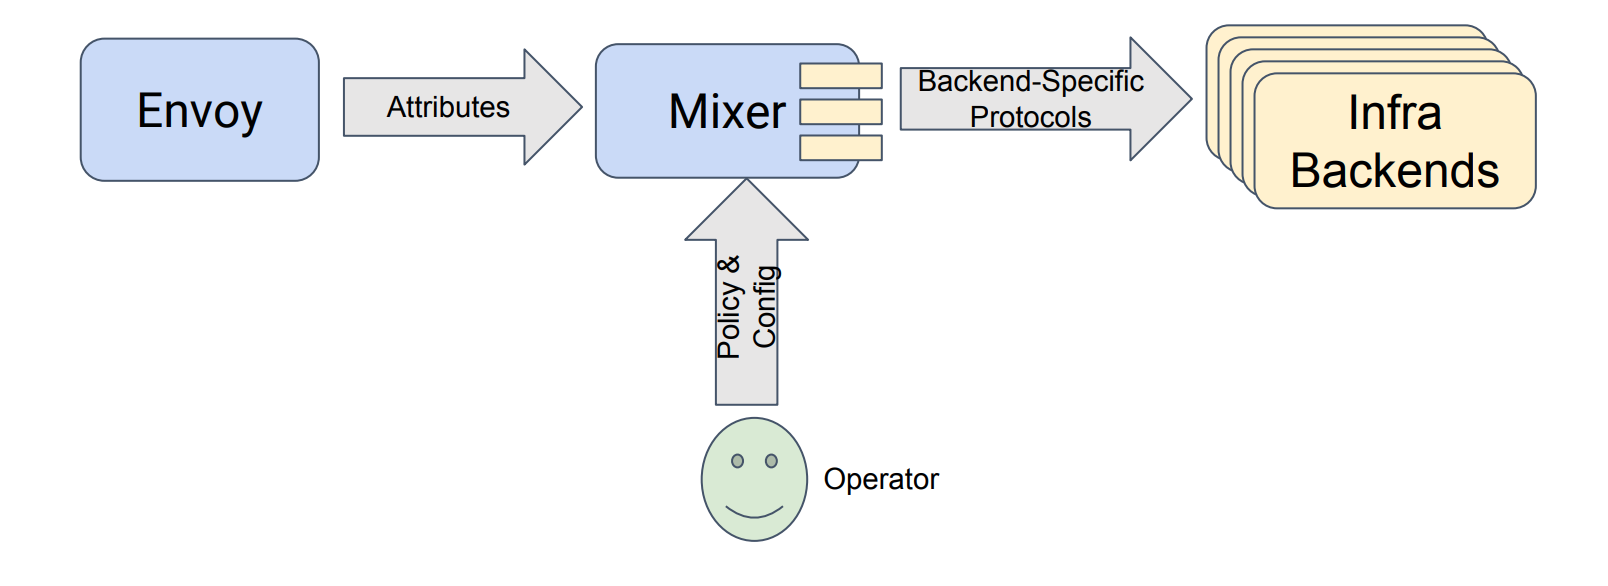 Envoy
Attributes
Mixer
Backend-Specific
Protocols
Infra
Backends
Policy &
Config
Operator